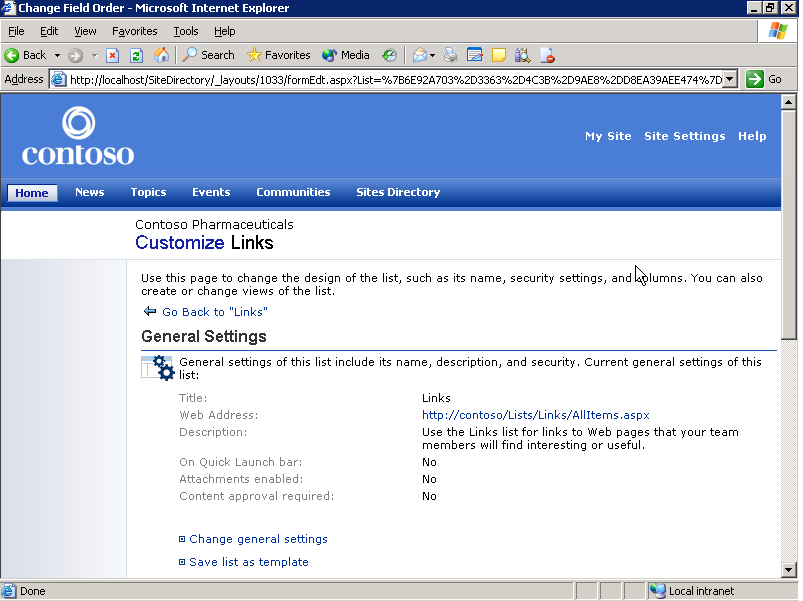 Change Field Order - Microsoft Internet Explorer
File Edit View Favorites Tools Help
Back Search Favorites Media
Address http://localhost/SiteDirectory/_layouts/1033/formEdt.aspx?List=%7B6E92A703%2D3363%2D4C3B%2D9AE8%2DD8EA39AEE474%7D Go
contoso
My Site Site Settings Help
Home News Topics Events Communities Sites Directory
Contoso Pharmaceuticals
Customize Links
Use this page to change the design of the list, such as its name, security settings, and columns. You can also
create or change views of the list.
Go Back to "Links"
General Settings
General settings of this list include its name, description, and security. Current general settings of this
list:
Title: Links
Web Address: http://contoso/Lists/Links/AllItems.aspx
Description: Use the Links list for links to Web pages that your team
members will find interesting or useful.
On Quick Launch bar: No
Attachments enabled: No
Content approval required: No
Change general settings
Save list as template
Done Local intranet